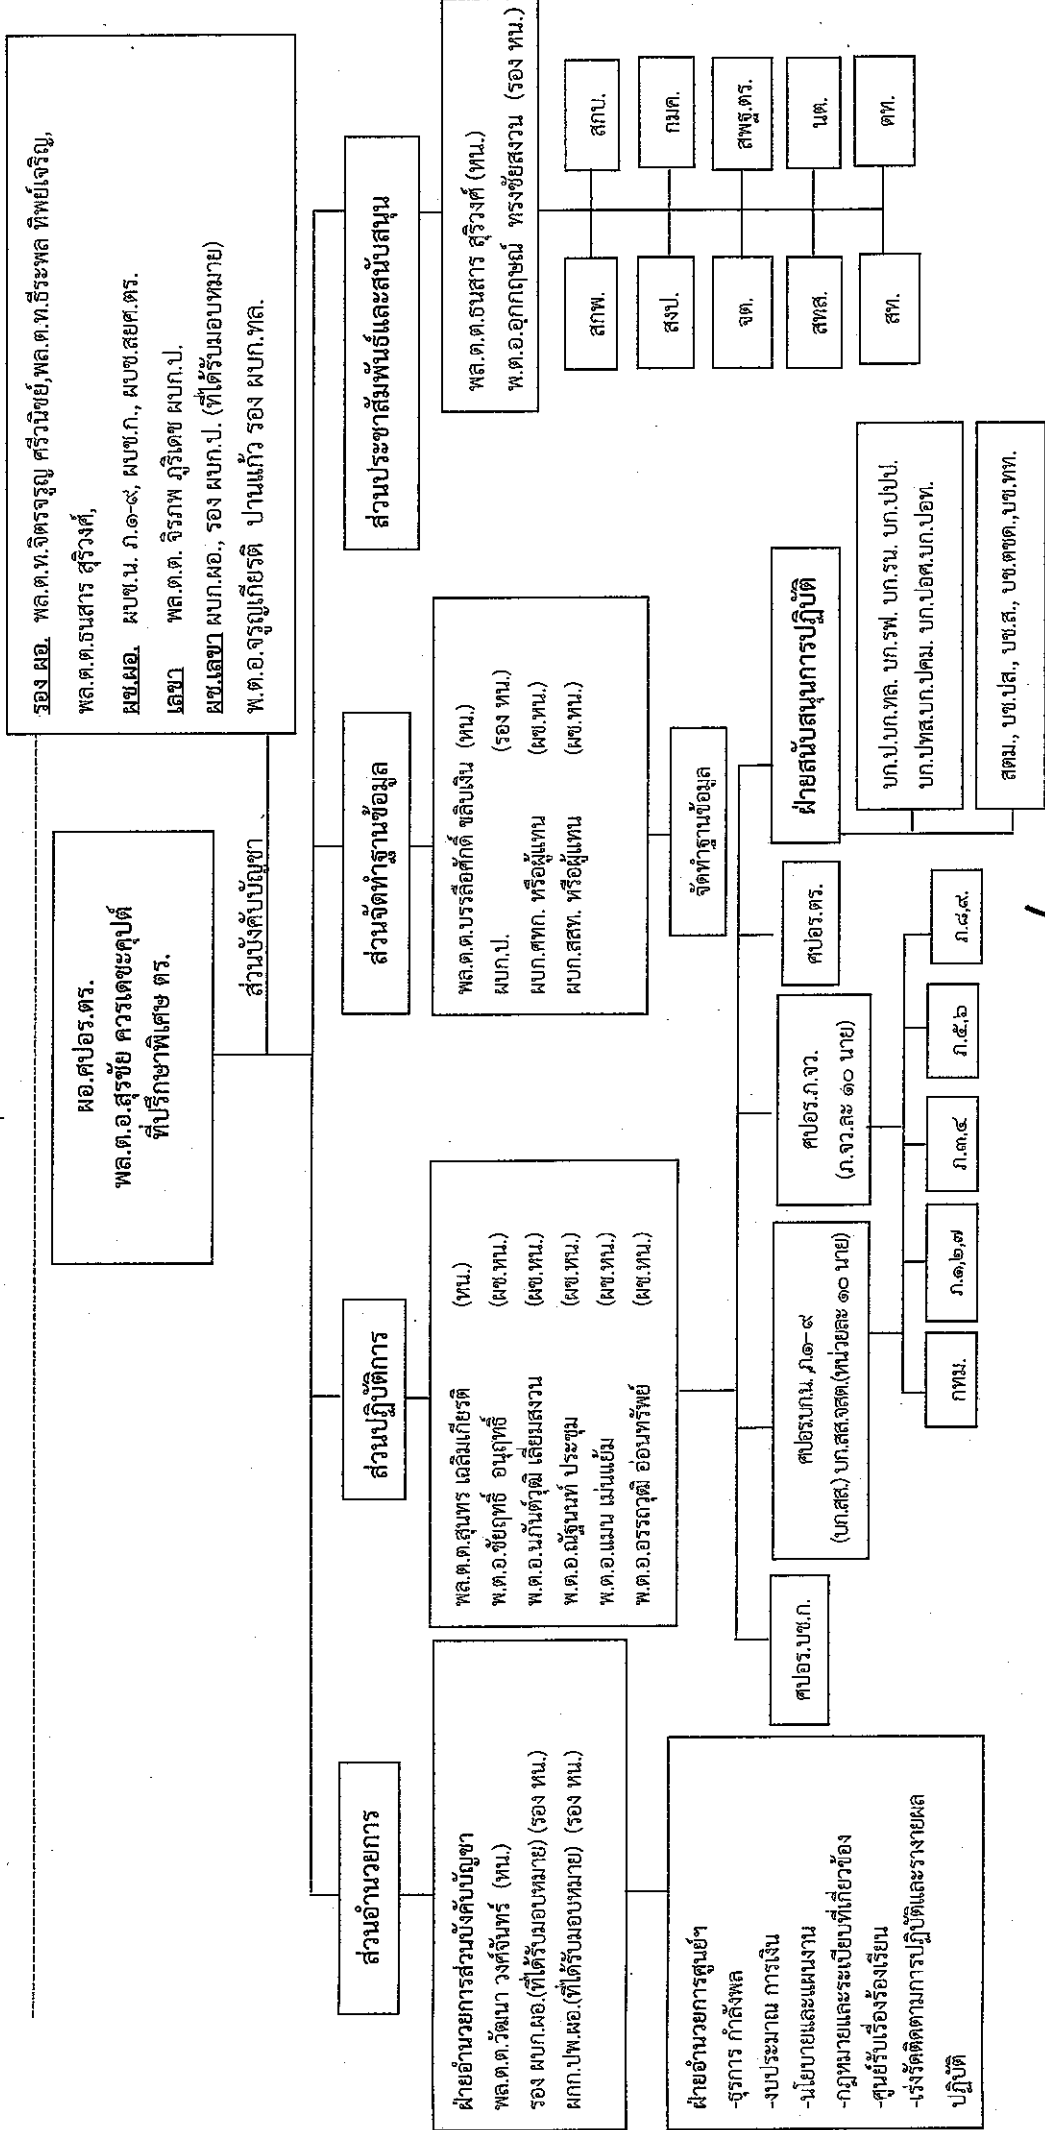 ผอ.ศปอร.ตร.
พล.ต.อ.สุรชัย ควรเดชะคุปต์
ที่ปรึกษาพิเศษ ตร.
รอง ผอ. พล.ต.ท.จิตรจรูญ ศรีวนิชย์,พล.ต.ท.ธีระพล ทิพย์เจริญ,
พล.ต.ต.ธนสาร สุริวงศ์,
ผช.ผอ. ผบช.น. ภ.๑-๙, ผบช.ก., ผบช.สยศ.ตร.
เลขา พล.ต.ต. จิรภพ ภูริเดช ผบก.ป.
ผช.เลขา ผบก.ผอ., รอง ผบก.ป. (ที่ได้รับมอบหมาย)
พ.ต.อ.จรูญเกียรติ ปานแก้ว รอง ผบก.ทล.
ส่วนบังคับบัญชา
ส่วนอำนวยการ
ฝ่ายอำนวยการส่วนบังคับบัญชา
พล.ต.ต.วัฒนา วงศ์จันทร์ (หน.)
รอง ผบก.ผอ.(ที่ได้รับมอบหมาย) (รอง หน.)
ผกก.ปพ.ผอ.(ที่ได้รับมอบหมาย) (รอง หน.)
ฝ่ายอำนวยการศูนย์ฯ
-ธุรการ กำลังพล
-งบประมาณ การเงิน
-นโยบายและแผนงาน
-กฎหมายและระเบียบที่เกี่ยวข้อง
-ศูนย์รับเรื่องร้องเรียน
-เร่งรัดติดตามการปฏิบัติและรางายผล
ปฏิบัติ
ส่วนปฏิบัติการ
พล.ต.ต.สุนทร เฉลิมเกียรติ (หน.)
พ.ต.อ.ชัยฤทธิ์ อนุฤทธิ์ (ผช.หน.)
พ.ต.อ.นภันต์วุฒิ เลี่ยมสงวน (ผช.หน.)
พ.ต.อ.ณัฐนนท์ ประชุม (ผช.หน.)
พ.ต.อ.แมน เม่นแย้ม (ผช.หน.)
พ.ต.อ.อรรถวุฒิ อ่อนทรัพย์ (ผช.หน.)
ส่วนจัดทำฐานข้อมูล
พล.ต.ต.บรรลือศักดิ์ ขลิบเงิน (หน.)
ผบก.ป. (รอง หน.)
ผบก.ศทก. หรือผู้แทน (ผช.หน.)
ผบก.สสท. หรือผู้แทน (ผช.หน.)
จัดทำฐานข้อมูล
ส่วนประชาสัมพันธ์และสนับสนุน
พล.ต.ต.ธนสาร สุริวงศ์ (หน.)
พ.ต.อ.อุกกฤษณ์ ทรงชัยสงวน (รอง หน.)
สกพ.
สกบ.
สงป.
กมค.
จต.
สพฐ.ตร.
สทส.
นต.
สท.
ตท.
ศปอร.บช.ก.
ศปอร.บก.น. ภ.๑-๙
(บก.สส.) บก.สส.จสต.(หน่วยละ ๑๐ นาย)
ศปอร.ภ.จว.
(ภ.จว.ละ ๑๐ นาย)
ศปอร.ตร.
ฝ่ายสนับสนุนการปฏิบัติ
บก.ป.บก.ทล. บก.รฟ. บก.รน. บก.ปปป.
บก.ปทส.บก.ปคม. บก.ปอศ.บก.ปอท.
สตม., บช.ปส., บช.ส., บช.ตชด.,บช.ทท.
กทม.
ภ.๑,๒,๗
ภ.๓,๔
ภ.๕,๖
ภ.๘,๙.